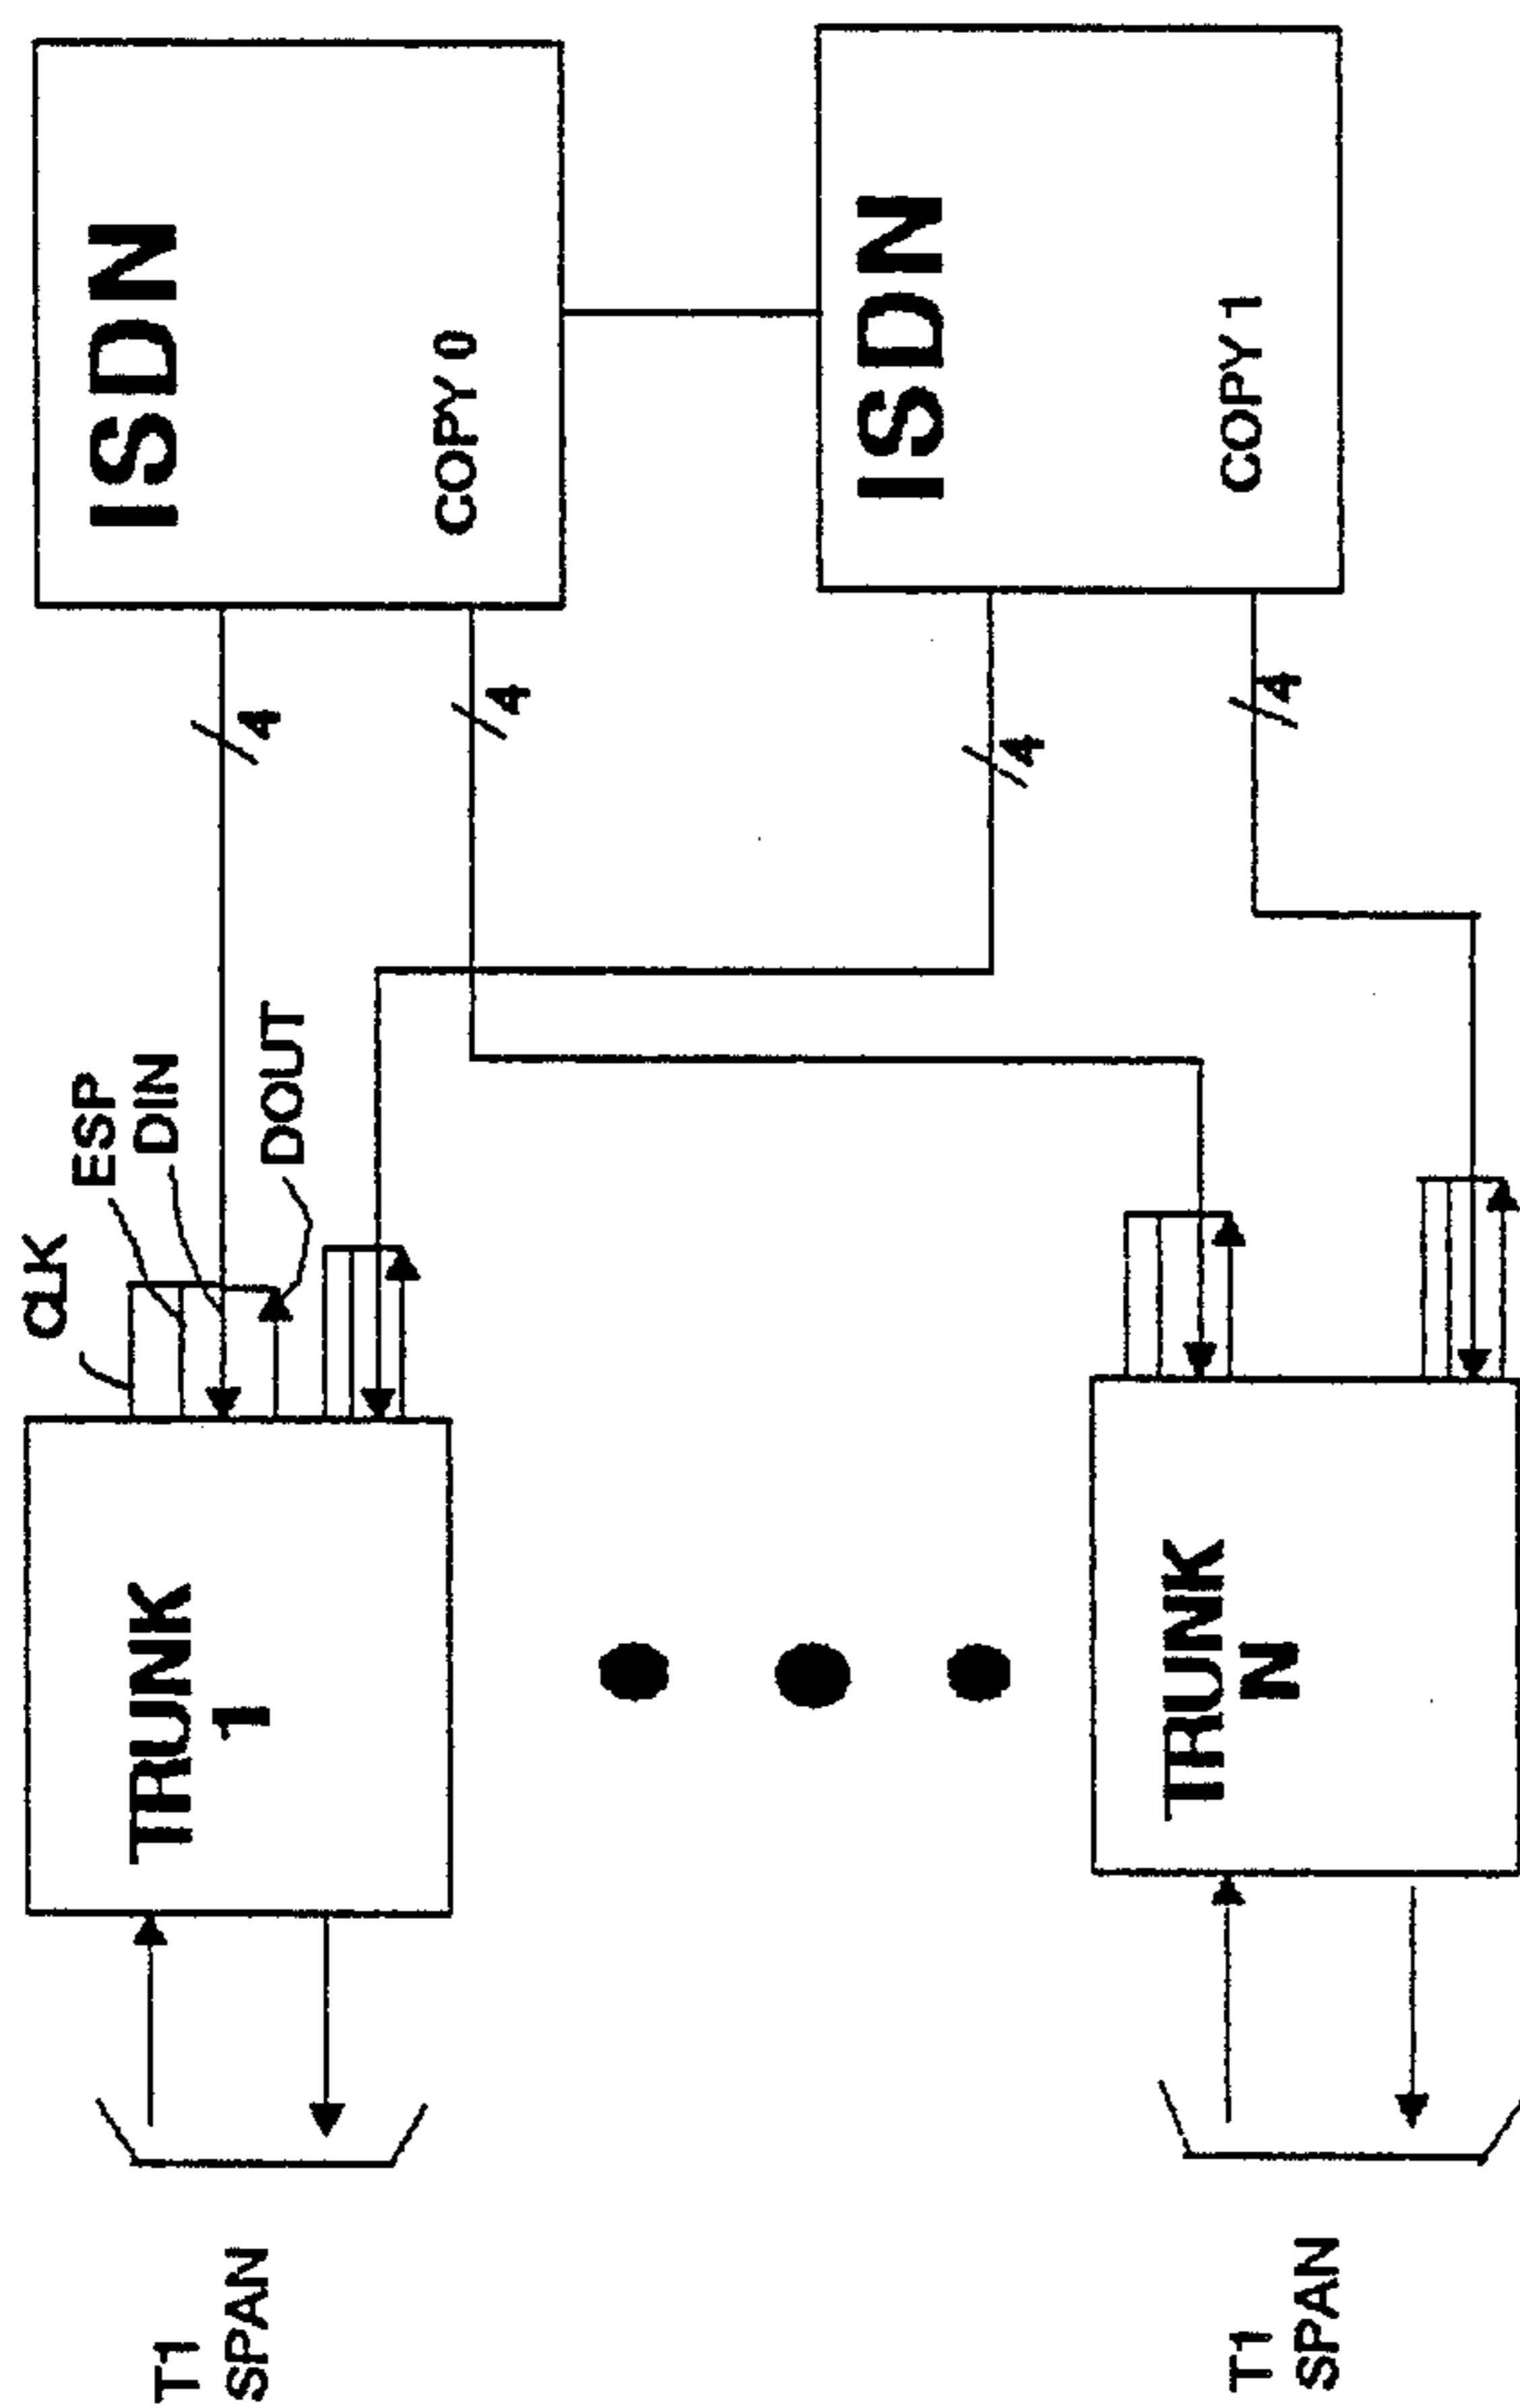 T1
SPAN
TRUNK
1
CLK
ESP
DIN
DOUT
4
4
ISDN
COPY 0
T1
SPAN
TRUNK
N
4
4
ISDN
COPY 1